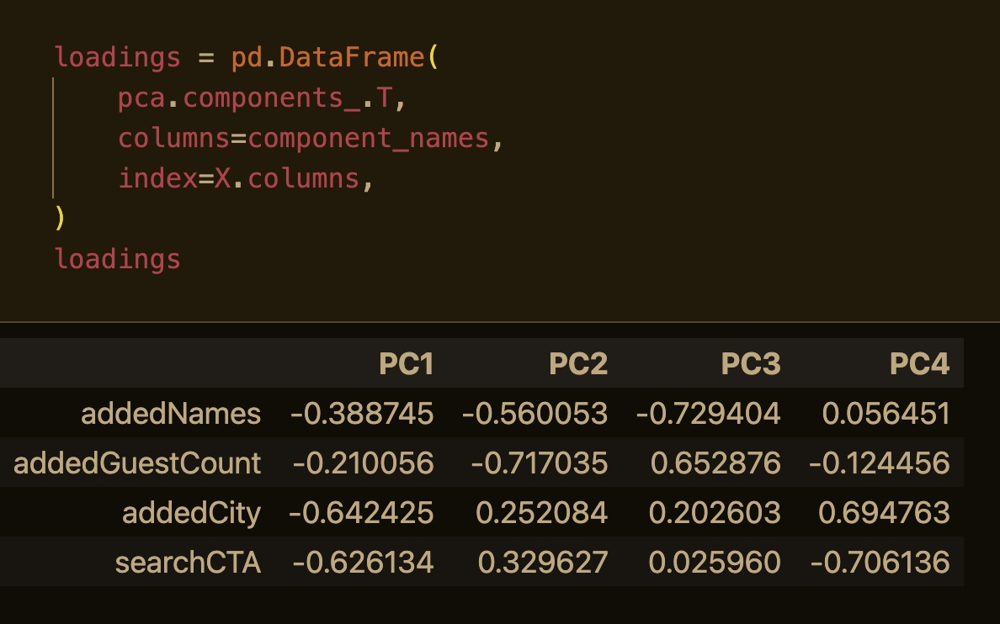 loadings = pd.DataFrame(
    pca.components_.T,
    columns=component_names,
    index=X.columns,
)
loadings
PC1 PC2 PC3 PC4
addedNames -0.388745 -0.560053 -0.729404 0.056451
addedGuestCount -0.210056 -0.717035 0.652876 -0.124456
addedCity -0.642425 0.252084 0.202603 0.694763
searchCTA -0.626134 0.329627 0.025960 -0.706136